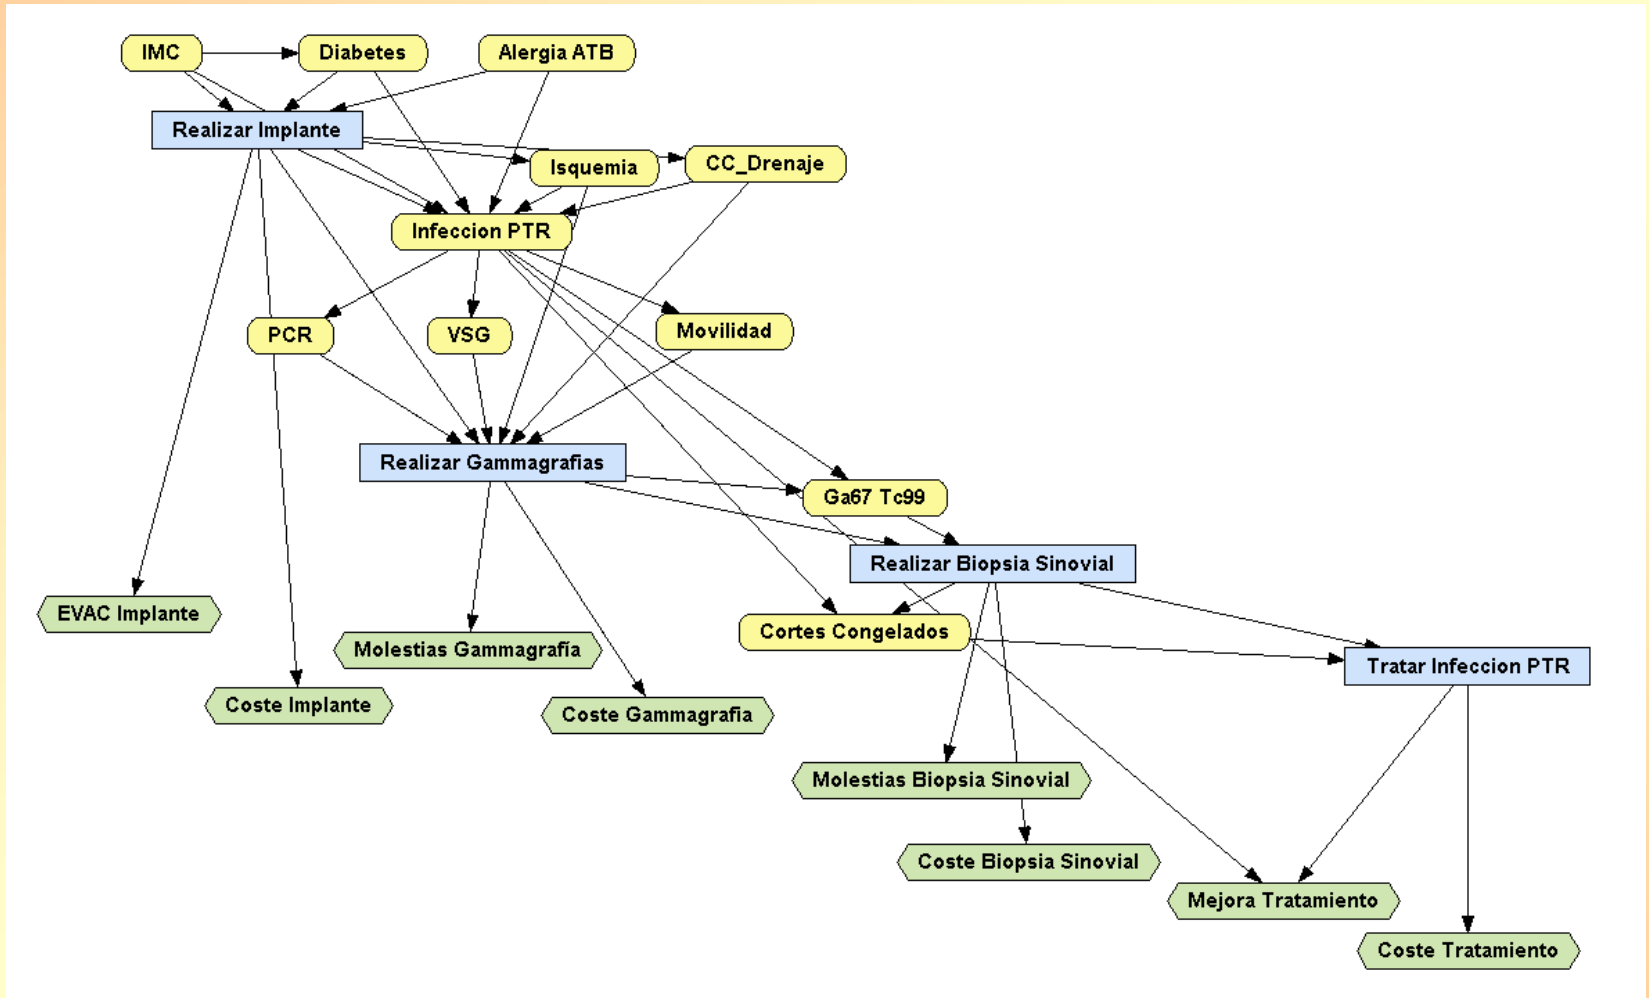 IMC
Diabetes
Alergia ATB
Realizar Implante
Isquemia
CC_Drenaje
Infeccion PTR
PCR
VSG
Movilidad
Realizar Gammagrafias
Ga67 Tc99
Realizar Biopsia Sinovial
EVAC Implante
Cortes Congelados
Molestias Gammagrafía
Tratar Infeccion PTR
Coste Implante
Coste Gammagrafia
Molestias Biopsia Sinovial
Coste Biopsia Sinovial
Mejora Tratamiento
Coste Tratamiento